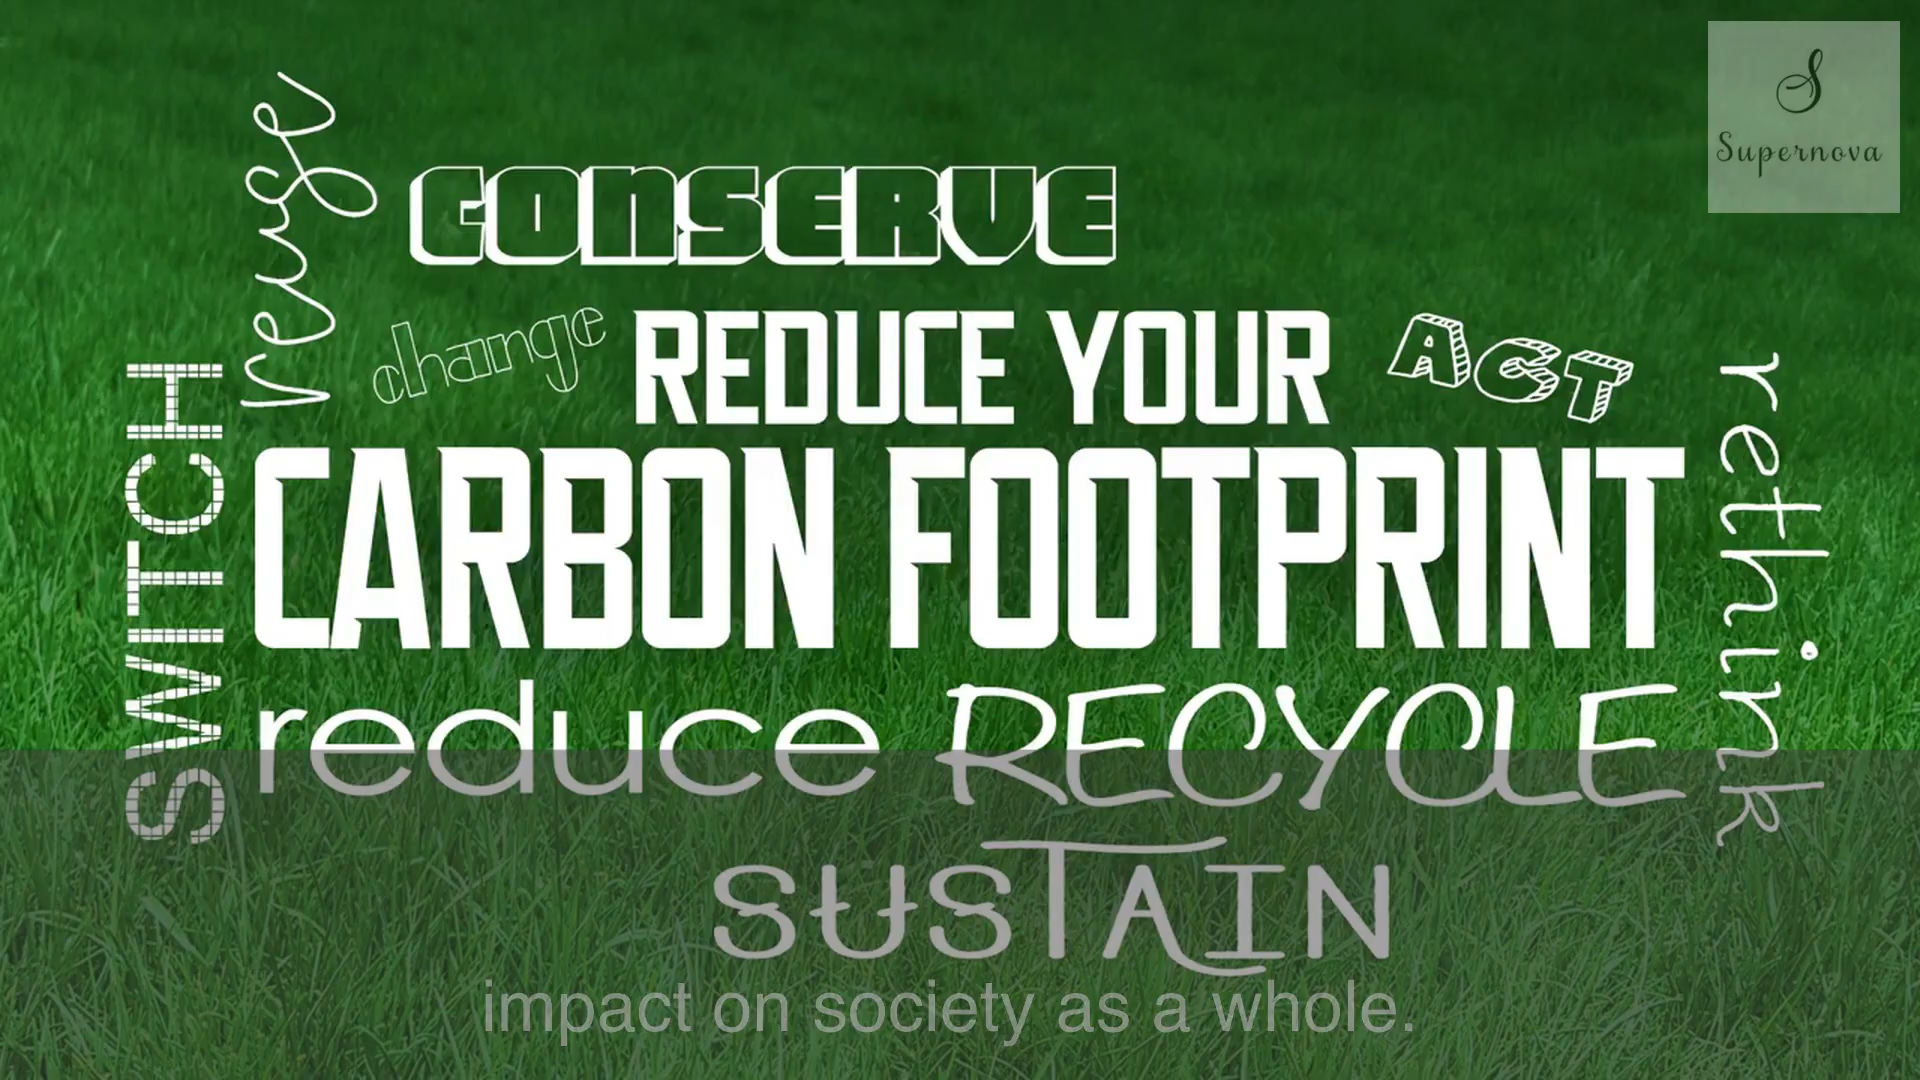 S
Supernova
reuse
CONSERVE
change
REDUCE YOUR
ACT
SWITCH
CARBON FOOTPRINT
rethink
reduce
RECYCLE
SUSTAIN
impact on society as a whole.